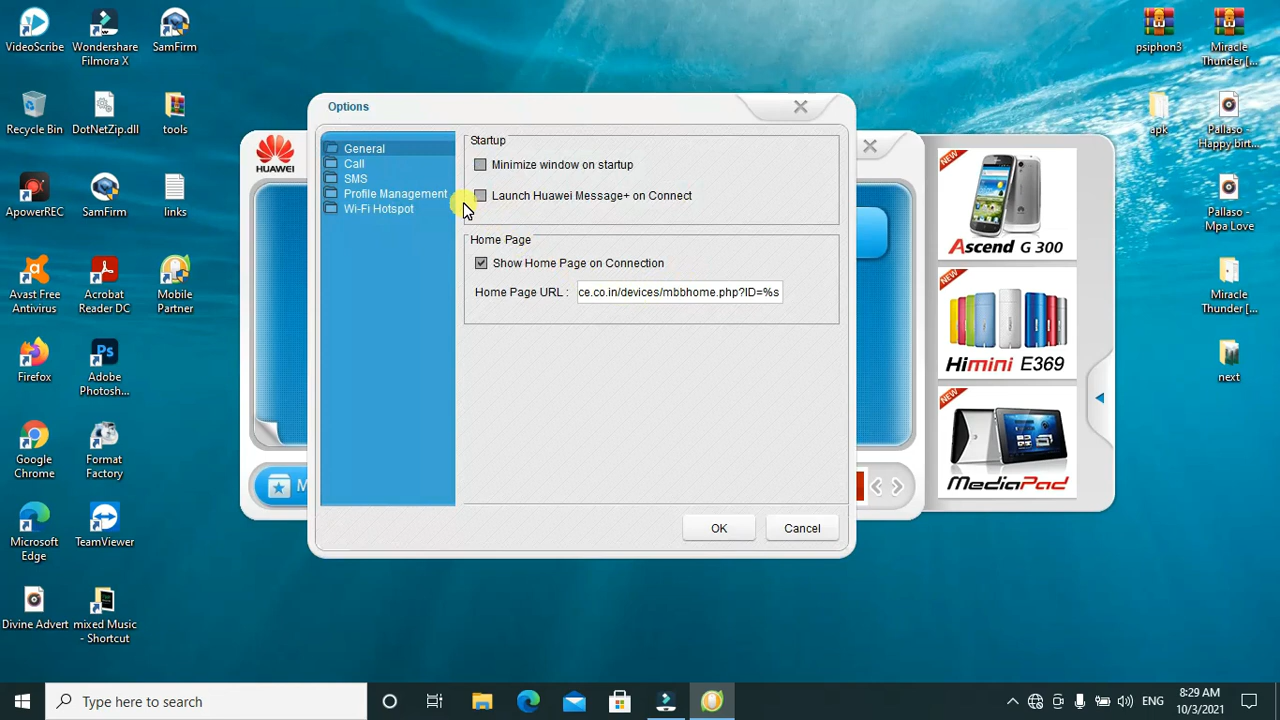 VideoScribe
Wondershare
Filmora X
SamFirm
Recycle Bin
DotNetZip.dll
tools
ApowerREC
SamFirm
links
Avast Free
Antivirus
Acrobat
Reader DC
Mobile
Partner
Firefox
Adobe
Photosh...
Google
Chrome
Format
Factory
Microsoft
Edge
TeamViewer
Divine Advert
mixed Music
- Shortcut
HUAWEI
M
Options
General
Call
SMS
Profile Management
Wi-Fi Hotspot
Startup
Minimize window on startup
Launch Huawei Message+ on Connect
Home Page
Show Home Page on Connection
Home Page URL :
ce.co.in/devices/mbbhome.php?ID=%s
OK
Cancel
NEW
Ascend G 300
NEW
Himini E369
NEW
MediaPad
psiphon3
Miracle
Thunder [...
apk
Pallaso -
Happy birt...
Pallaso -
Mpa Love
Miracle
Thunder [...
next
Type here to search
ENG
8:29 AM
10/3/2021